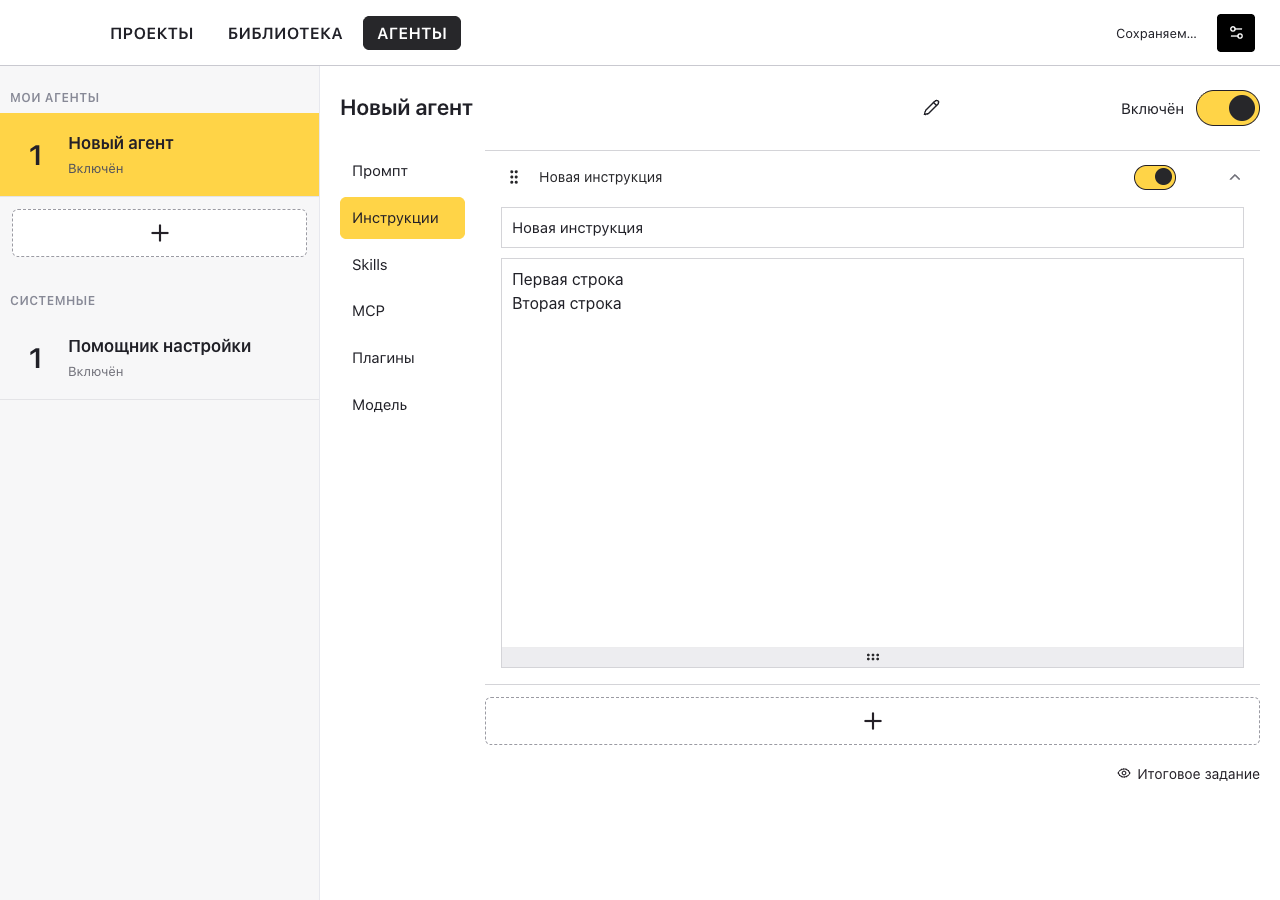 ПРОЕКТЫ БИБЛИОТЕКА АГЕНТЫ Сохраняем...
МОИ АГЕНТЫ
1 Новый агент
Включён
СИСТЕМНЫЕ
1 Помощник настройки
Включён
Новый агент Включён
Промпт
Инструкции
Skills
MCP
Плагины
Модель
Новая инструкция
Новая инструкция
Первая строка
Вторая строка
Итоговое задание